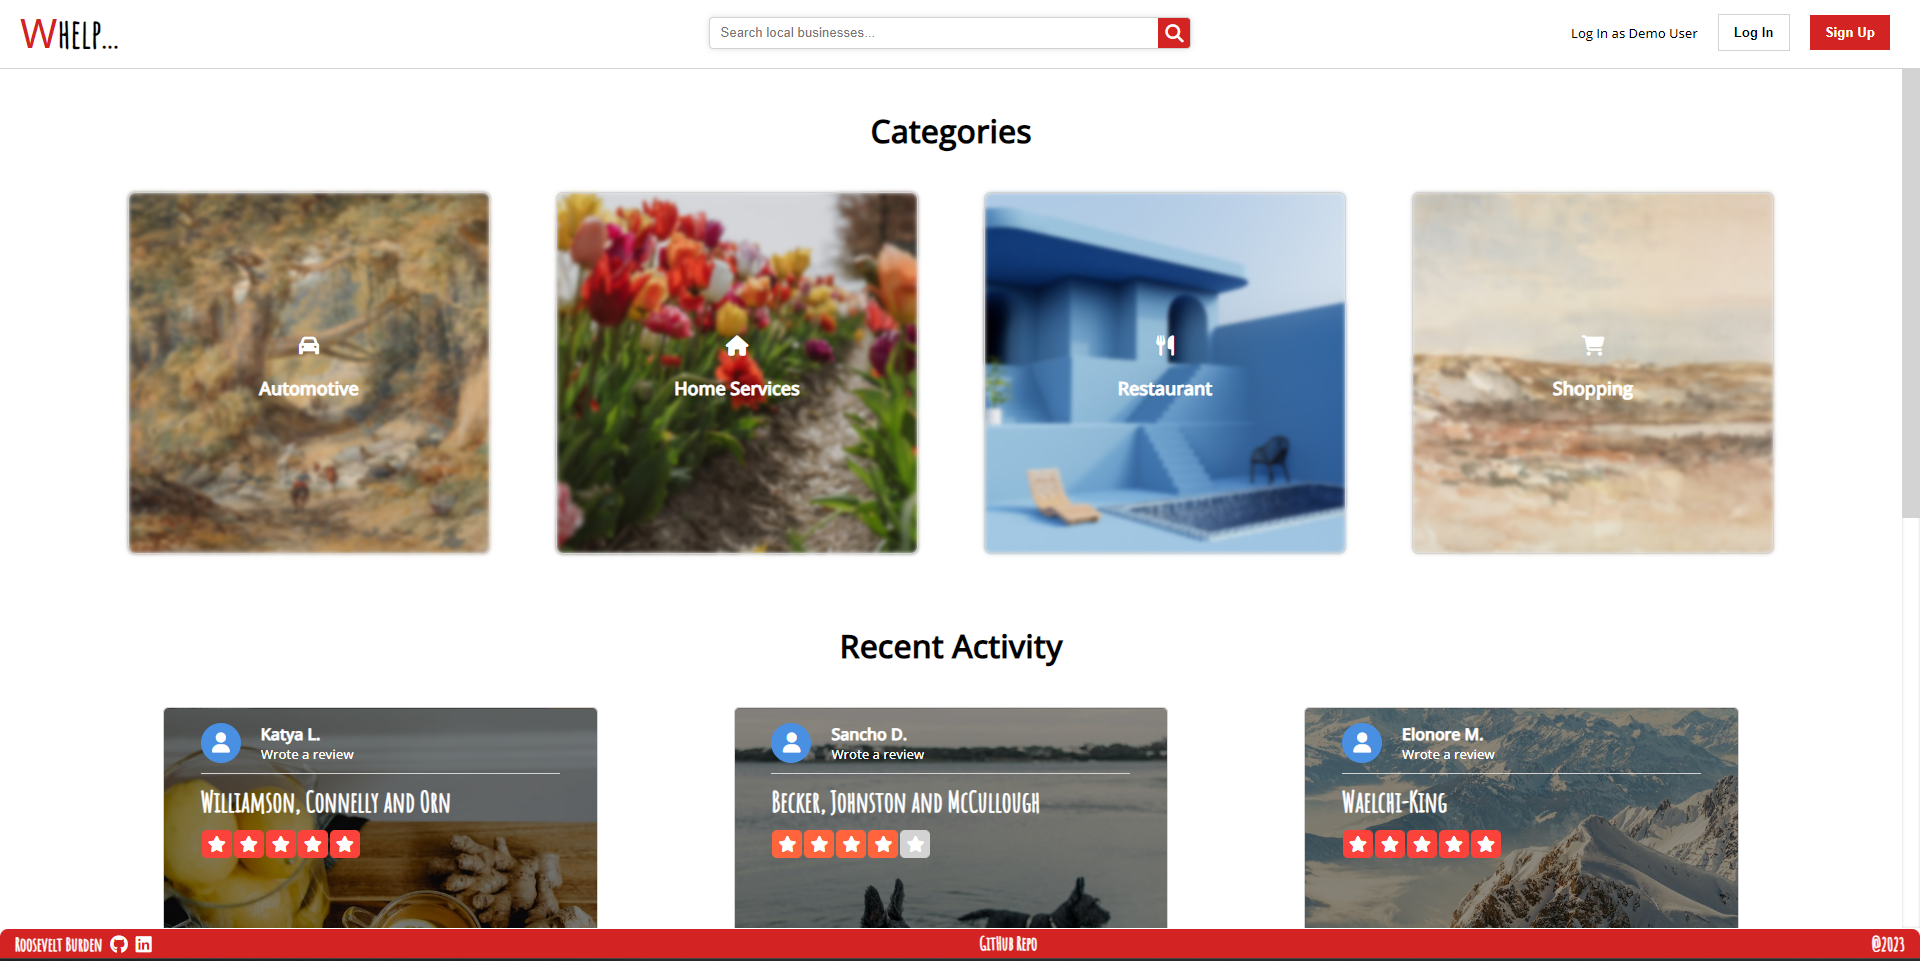 WHELP...
Search local businesses...
Log In as Demo User
Log In
Sign Up
Categories
Automotive
Home Services
Restaurant
Shopping
Recent Activity
Katya L.
Wrote a review
Williamson, Connelly and Orn
Sancho D.
Wrote a review
Becker, Johnston and McCullough
Elonore M.
Wrote a review
Waelchi-King
Roosevelt Burden
GitHub Repo
@2023